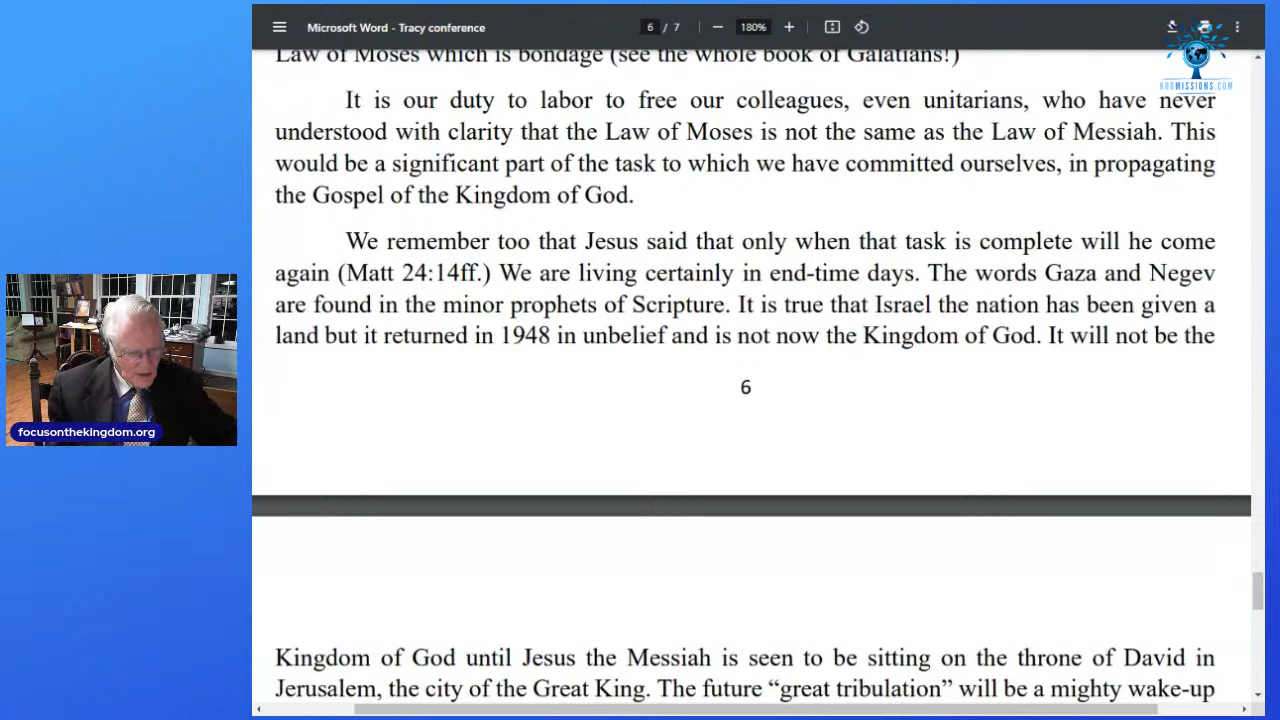 Microsoft Word - Tracy conference
6 / 7
180%
KOGMISSIONS.COM
Law of Moses which is bondage (see the whole book of Galatians!)
It is our duty to labor to free our colleagues, even unitarians, who have never
understood with clarity that the Law of Moses is not the same as the Law of Messiah. This
would be a significant part of the task to which we have committed ourselves, in propagating
the Gospel of the Kingdom of God.
We remember too that Jesus said that only when that task is complete will he come
again (Matt 24:14ff.) We are living certainly in end-time days. The words Gaza and Negev
are found in the minor prophets of Scripture. It is true that Israel the nation has been given a
land but it returned in 1948 in unbelief and is not now the Kingdom of God. It will not be the
6
focusonthekingdom.org
Kingdom of God until Jesus the Messiah is seen to be sitting on the throne of David in
Jerusalem, the city of the Great King. The future “great tribulation” will be a mighty wake-up